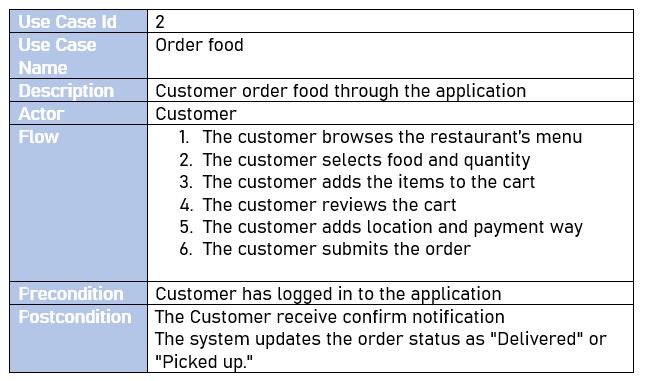 Use Case Id 2
Use Case Name Order food
Description Customer order food through the application
Actor Customer
Flow 1. The customer browses the restaurant's menu
2. The customer selects food and quantity
3. The customer adds the items to the cart
4. The customer reviews the cart
5. The customer adds location and payment way
6. The customer submits the order
Precondition Customer has logged in to the application
Postcondition The Customer receive confirm notification
The system updates the order status as "Delivered" or
"Picked up."